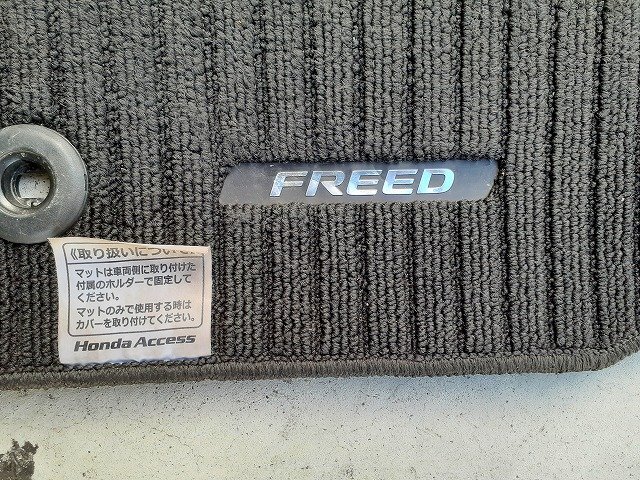 FREED
《取り扱いについて》
マットは車両側に取り付けた
付属のホルダーで固定して
ください。
マットのみで使用する時は
カバーを取り付けてください。
Honda Access